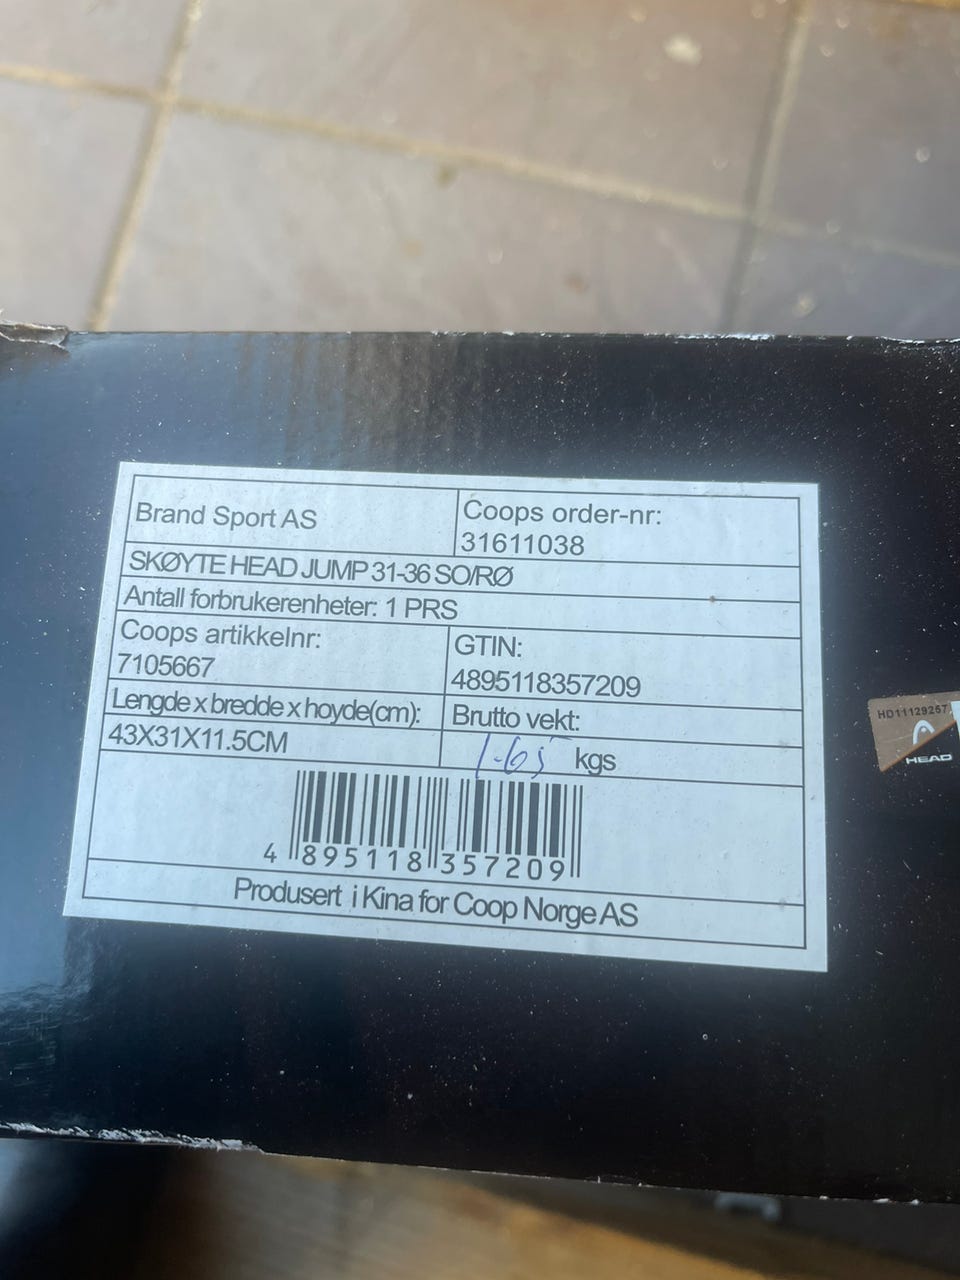 Brand Sport AS
Coops order-nr:
31611038
SKØYTE HEAD JUMP 31-36 SO/RØ
Antall forbrukerenheter: 1 PRS
Coops artikkelnr:
7105667
GTIN:
4895118357209
Lengde x bredde x hoyde(cm):
43X31X11.5CM
Brutto vekt:
1.65 kgs
4 895118 357209
Produsert i Kina for Coop Norge AS
HD11129267
HEAD